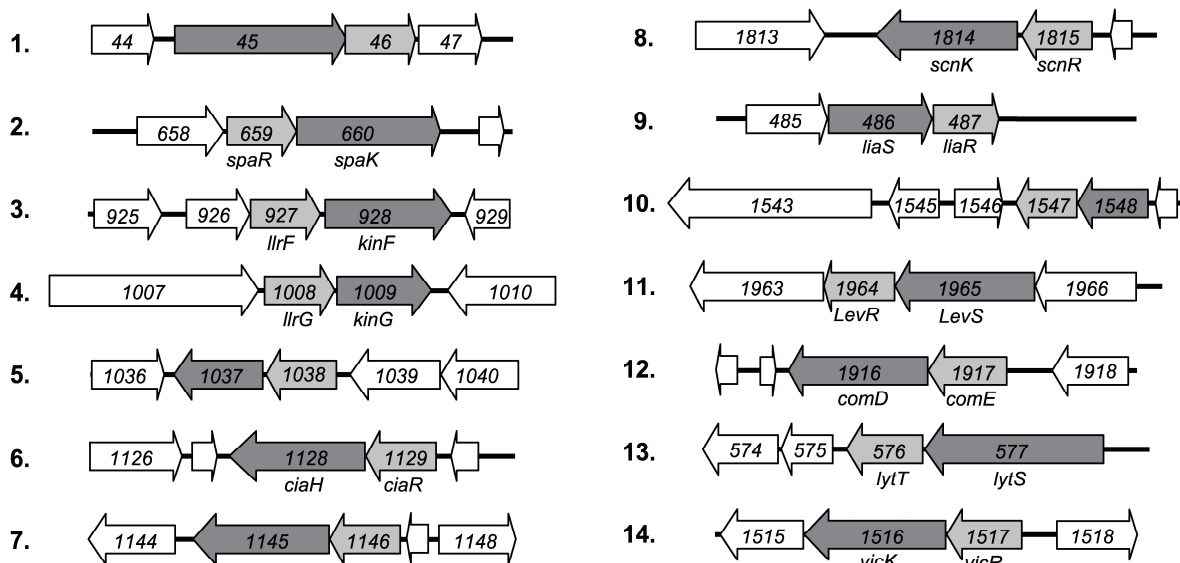 1. 44 45 46 47
2. 658 659 660
spaR spaK
3. 925 926 927 928 929
llrF kinF
4. 1007 1008 1009 1010
llrG kinG
5. 1036 1037 1038 1039 1040
6. 1126 1128 1129
ciaH ciaR
7. 1144 1145 1146 1148
8. 1813 1814 1815
scnK scnR
9. 485 486 487
liaS liaR
10. 1543 1545 1546 1547 1548
11. 1963 1964 1965 1966
LevR LevS
12. 1916 1917 1918
comD comE
13. 574 575 576 577
lytT lytS
14. 1515 1516 1517 1518
vicK vicR